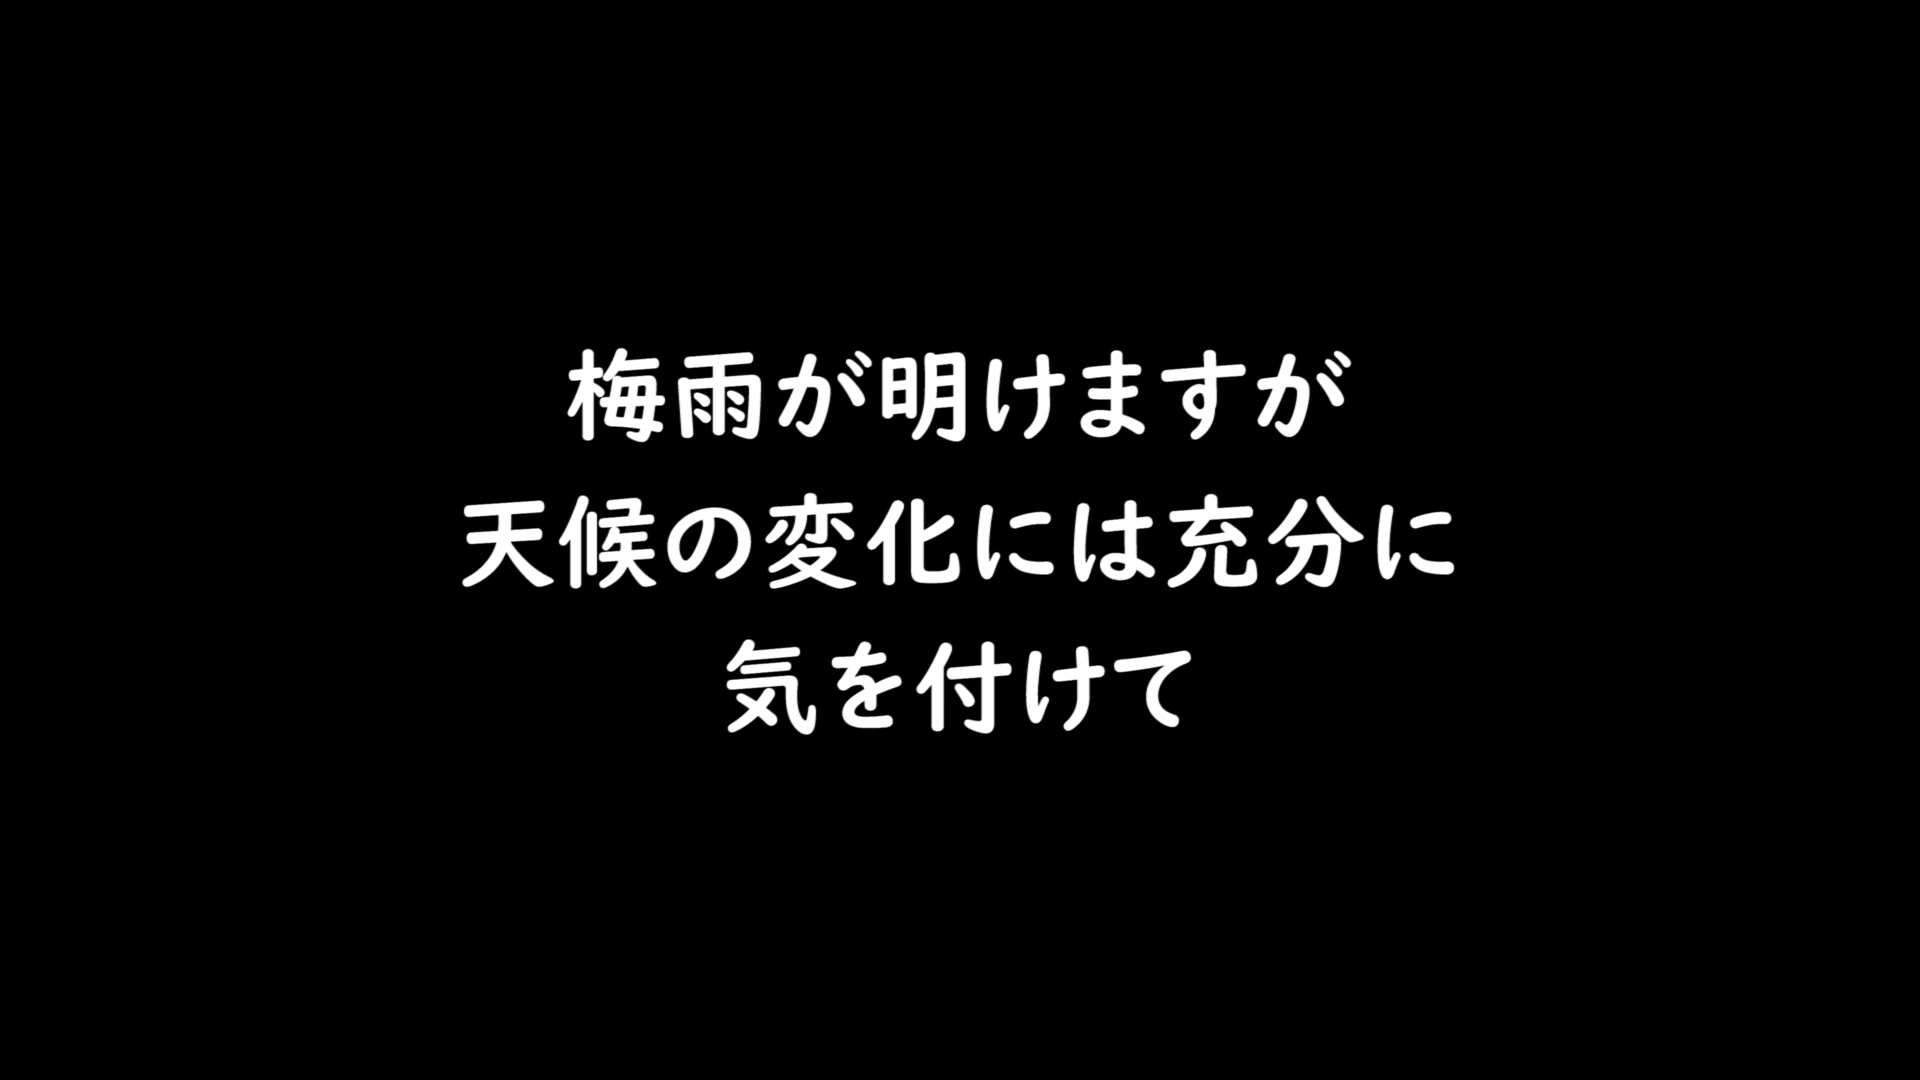 梅雨が明けますが
天候の変化には充分に
気を付けて